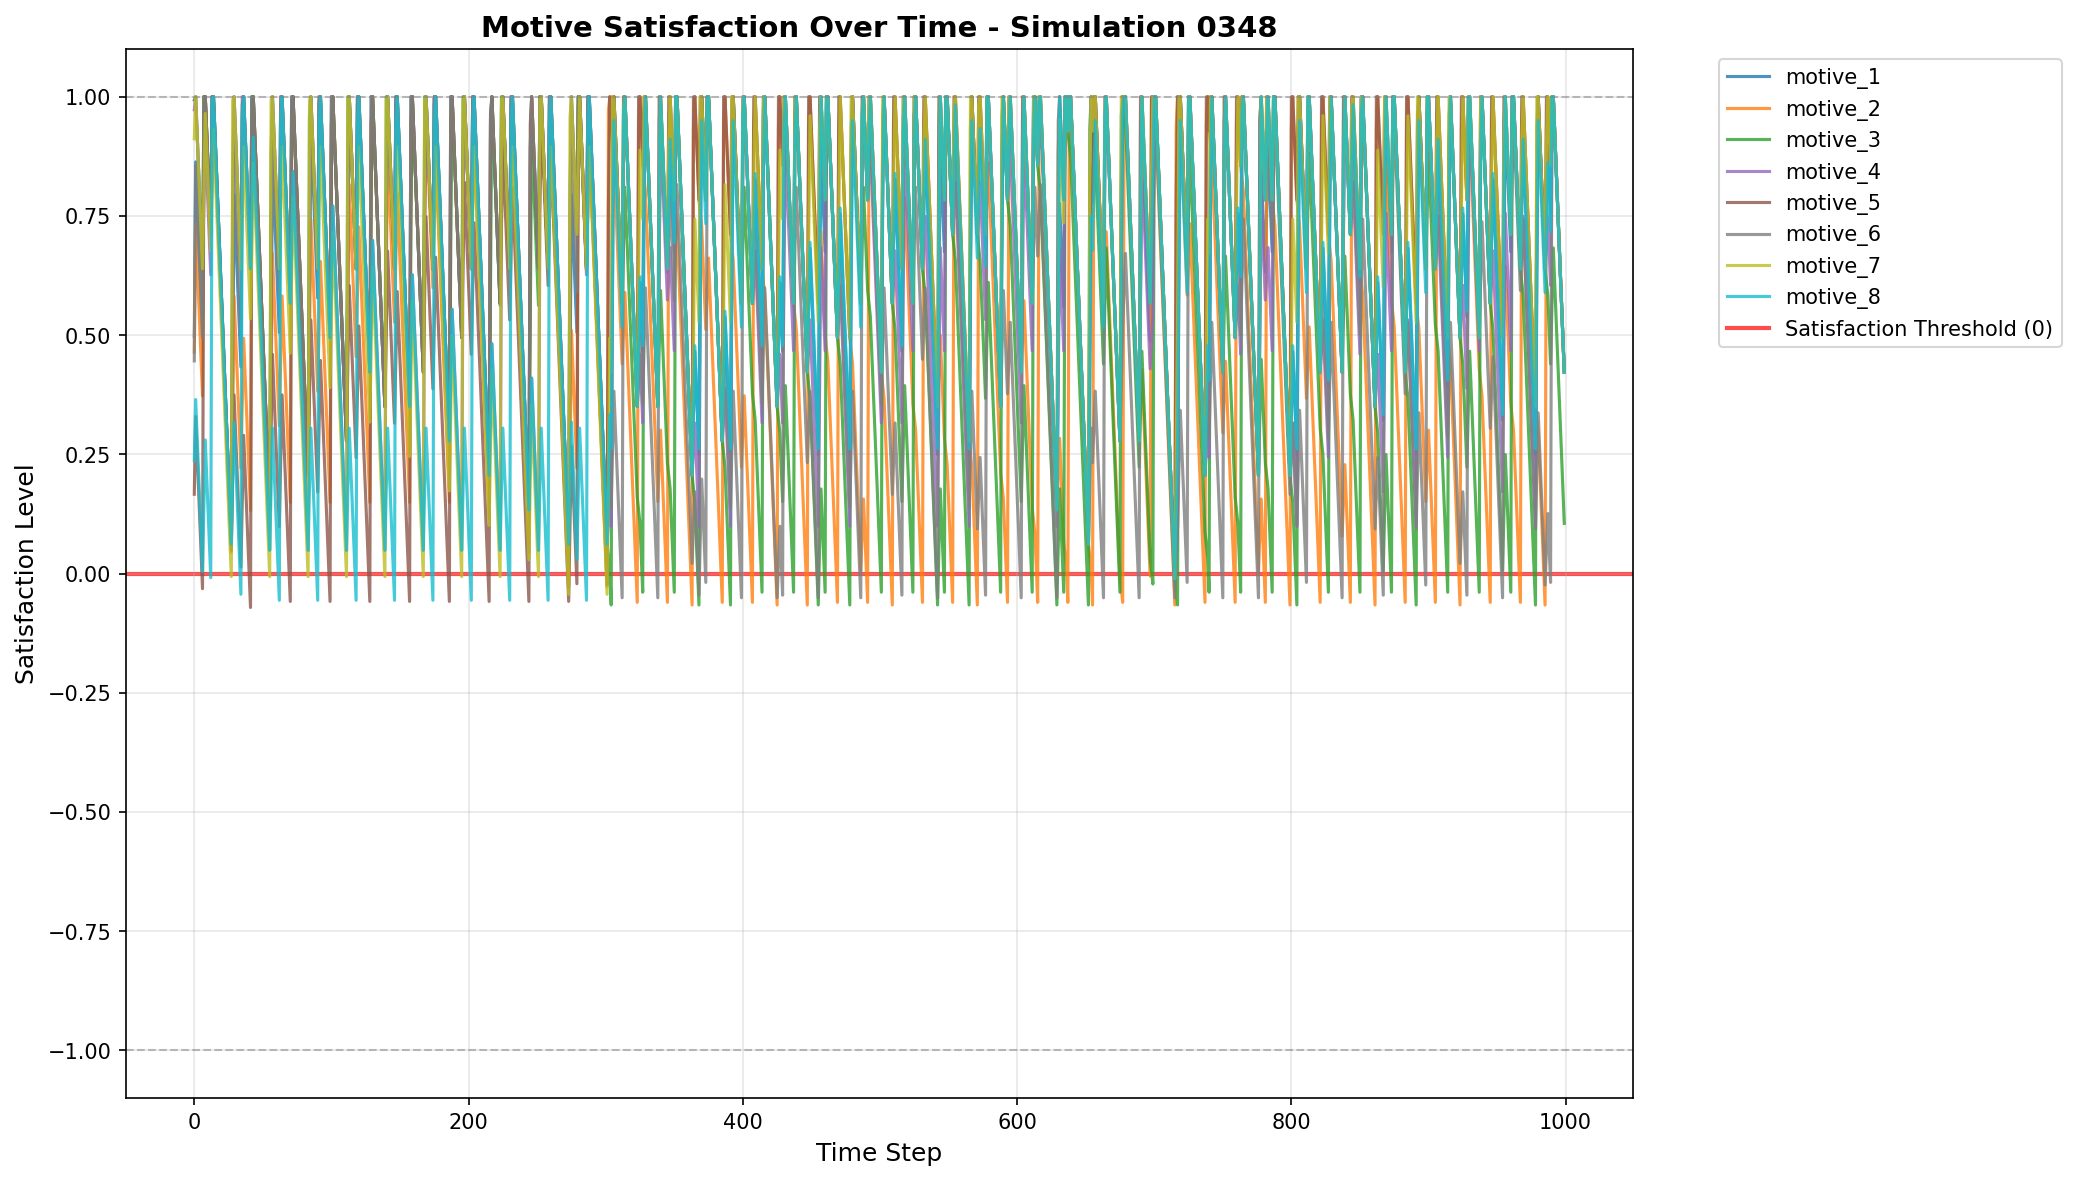 Motive Satisfaction Over Time - Simulation 0348
Satisfaction Level
1.00
0.75
0.50
0.25
0.00
−0.25
−0.50
−0.75
−1.00
0
200
400
600
800
1000
Time Step
motive_1
motive_2
motive_3
motive_4
motive_5
motive_6
motive_7
motive_8
Satisfaction Threshold (0)